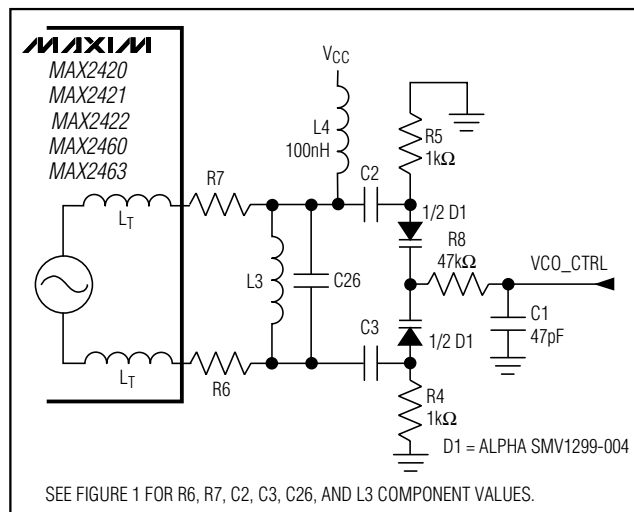 MAXIM
MAX2420
MAX2421
MAX2422
MAX2460
MAX2463
VCC
L4
100nH
R5
1kΩ
C2
R7
LT
1/2 D1
R8
47kΩ
VCO_CTRL
L3
C26
C1
47pF
C3
1/2 D1
LT
R6
R4
1kΩ
D1 = ALPHA SMV1299-004
SEE FIGURE 1 FOR R6, R7, C2, C3, C26, AND L3 COMPONENT VALUES.